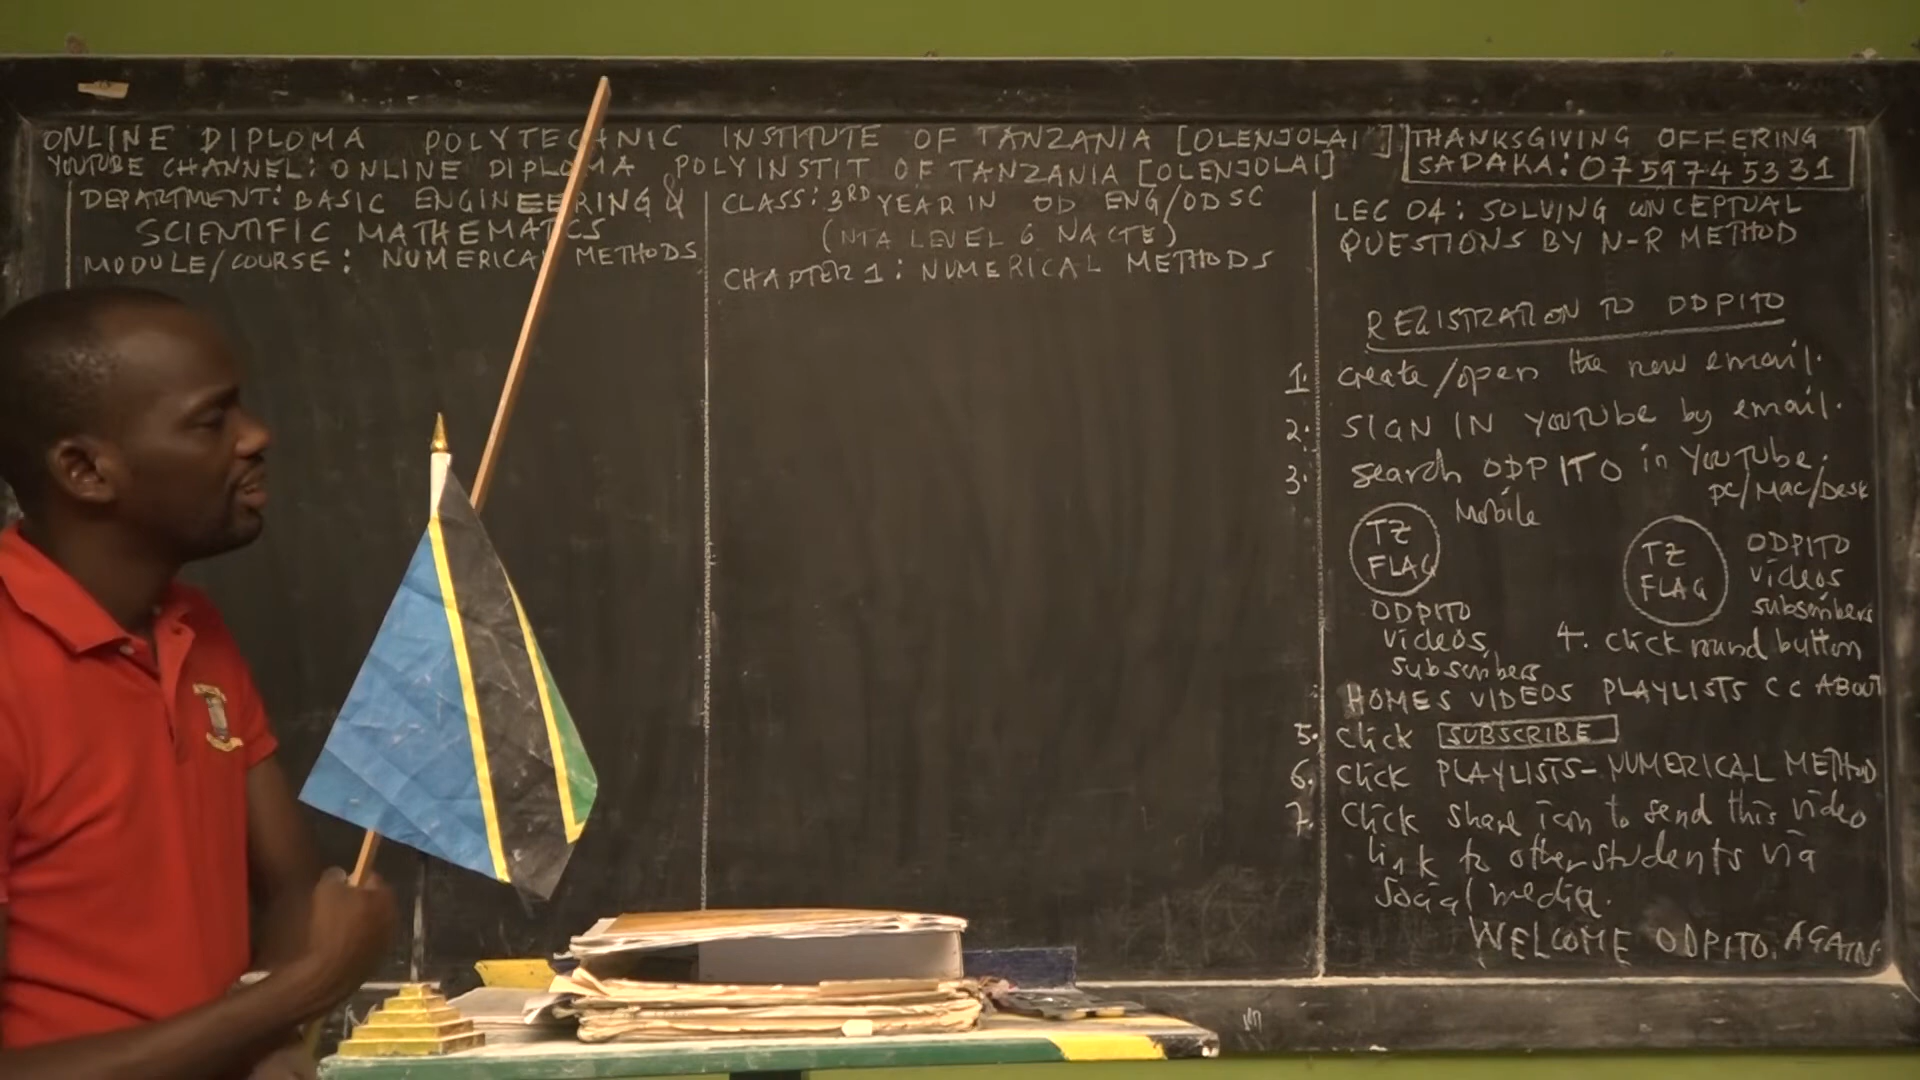 ONLINE DIPLOMA POLYTECHNIC INSTITUTE OF TANZANIA [OLENJOLAI]
YOUTUBE CHANNEL: ONLINE DIPLOMA POLYINSTIT OF TANZANIA [OLENJOLAI]
THANKSGIVING OFFERING
SADAKA: 0759745331
DEPARTMENT: BASIC ENGINEERING &
SCIENTIFIC MATHEMATICS
MODULE/COURSE: NUMERICAL METHODS
CLASS: 3RD YEAR IN OD ENG/ODSC
(NTA LEVEL 6 NACTE)
CHAPTER 1: NUMERICAL METHODS
LEC 04: SOLVING CONCEPTUAL
QUESTIONS BY N-R METHOD
REGISTRATION TO ODPITO
1. create/open the new email.
2. SIGN IN YOUTUBE by email.
3. search ODPITO in YOUTUBE.
Mobile
PC/MAC/Desk
TZ
FLAG
ODPITO
videos,
subscribers
TZ
FLAG
ODPITO
videos
subscribers
4. click round button
HOMES VIDEOS PLAYLISTS CC ABOUT
5. click SUBSCRIBE
6. click PLAYLISTS-NUMERICAL METHOD
7. click share icon to send this video
link to other students via
social media.
WELCOME ODPITO. AGAIN.